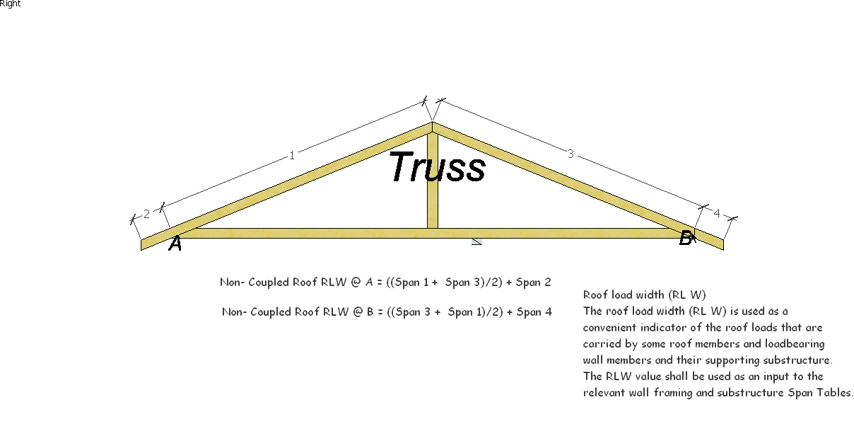 Right
1
3
2
4
Truss
A
B
Non- Coupled Roof RLW @ A = ((Span 1 + Span 3)/2) + Span 2
Non- Coupled Roof RLW @ B = ((Span 3 + Span 1)/2) + Span 4
Roof load width (RL W)
The roof load width (RL W) is used as a
convenient indicator of the roof loads that are
carried by some roof members and loadbearing
wall members and their supporting substructure.
The RLW value shall be used as an input to the
relevant wall framing and substructure Span Tables.